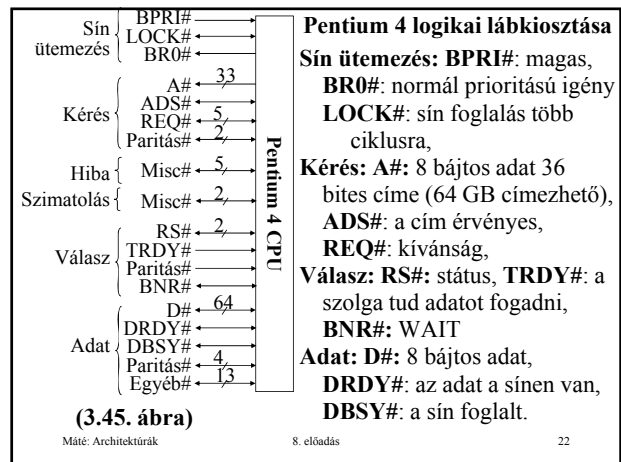 Pentium 4 logikai lábkiosztása
Sín ütemezés
BPRI#
LOCK#
BR0#
Kérés
A# 33
ADS#
REQ# 5
Paritás# 2
Hiba
Misc# 5
Szimatolás
Misc# 2
Válasz
RS# 2
TRDY#
Paritás#
BNR#
Adat
D# 64
DRDY#
DBSY#
Paritás# 4
Egyéb# 13
Pentium 4 CPU
(3.45. ábra)
Sín ütemezés: BPRI#: magas,
BR0#: normál prioritású igény
LOCK#: sín foglalás több
ciklusra,
Kérés: A#: 8 bájtos adat 36
bites címe (64 GB címezhető),
ADS#: a cím érvényes,
REQ#: kívánság,
Válasz: RS#: státus, TRDY#: a
szolga tud adatot fogadni,
BNR#: WAIT
Adat: D#: 8 bájtos adat,
DRDY#: az adat a sínen van,
DBSY#: a sín foglalt.
Máté: Architektúrák
8. előadás
22